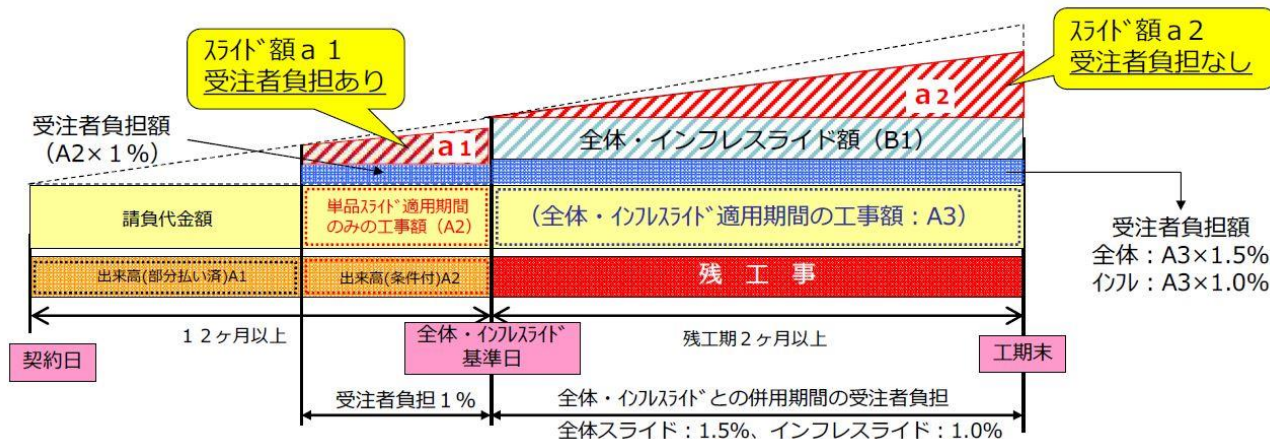 ｽﾗｲﾄﾞ額ａ１
受注者負担あり
ｽﾗｲﾄﾞ額ａ２
受注者負担なし
受注者負担額
（A2×１%）
a1
a2
全体・インフレスライド額（B1）
請負代金額
単品ｽﾗｲﾄﾞ適用期間
のみの工事額（A2）
（全体・ｲﾝﾌﾚｽﾗｲﾄﾞ適用期間の工事額：A3）
受注者負担額
全体：A3×1.5%
ｲﾝﾌﾚ：A3×1.0%
出来高(部分払い済)A1
出来高(条件付)A2
残 工 事
１２ヶ月以上
残工期２ヶ月以上
契約日
全体・ｲﾝﾌﾚｽﾗｲﾄﾞ
基準日
工期末
受注者負担１%
全体・ｲﾝﾌﾚｽﾗｲﾄﾞとの併用期間の受注者負担
全体スライド：1.5%、インフレスライド：1.0%